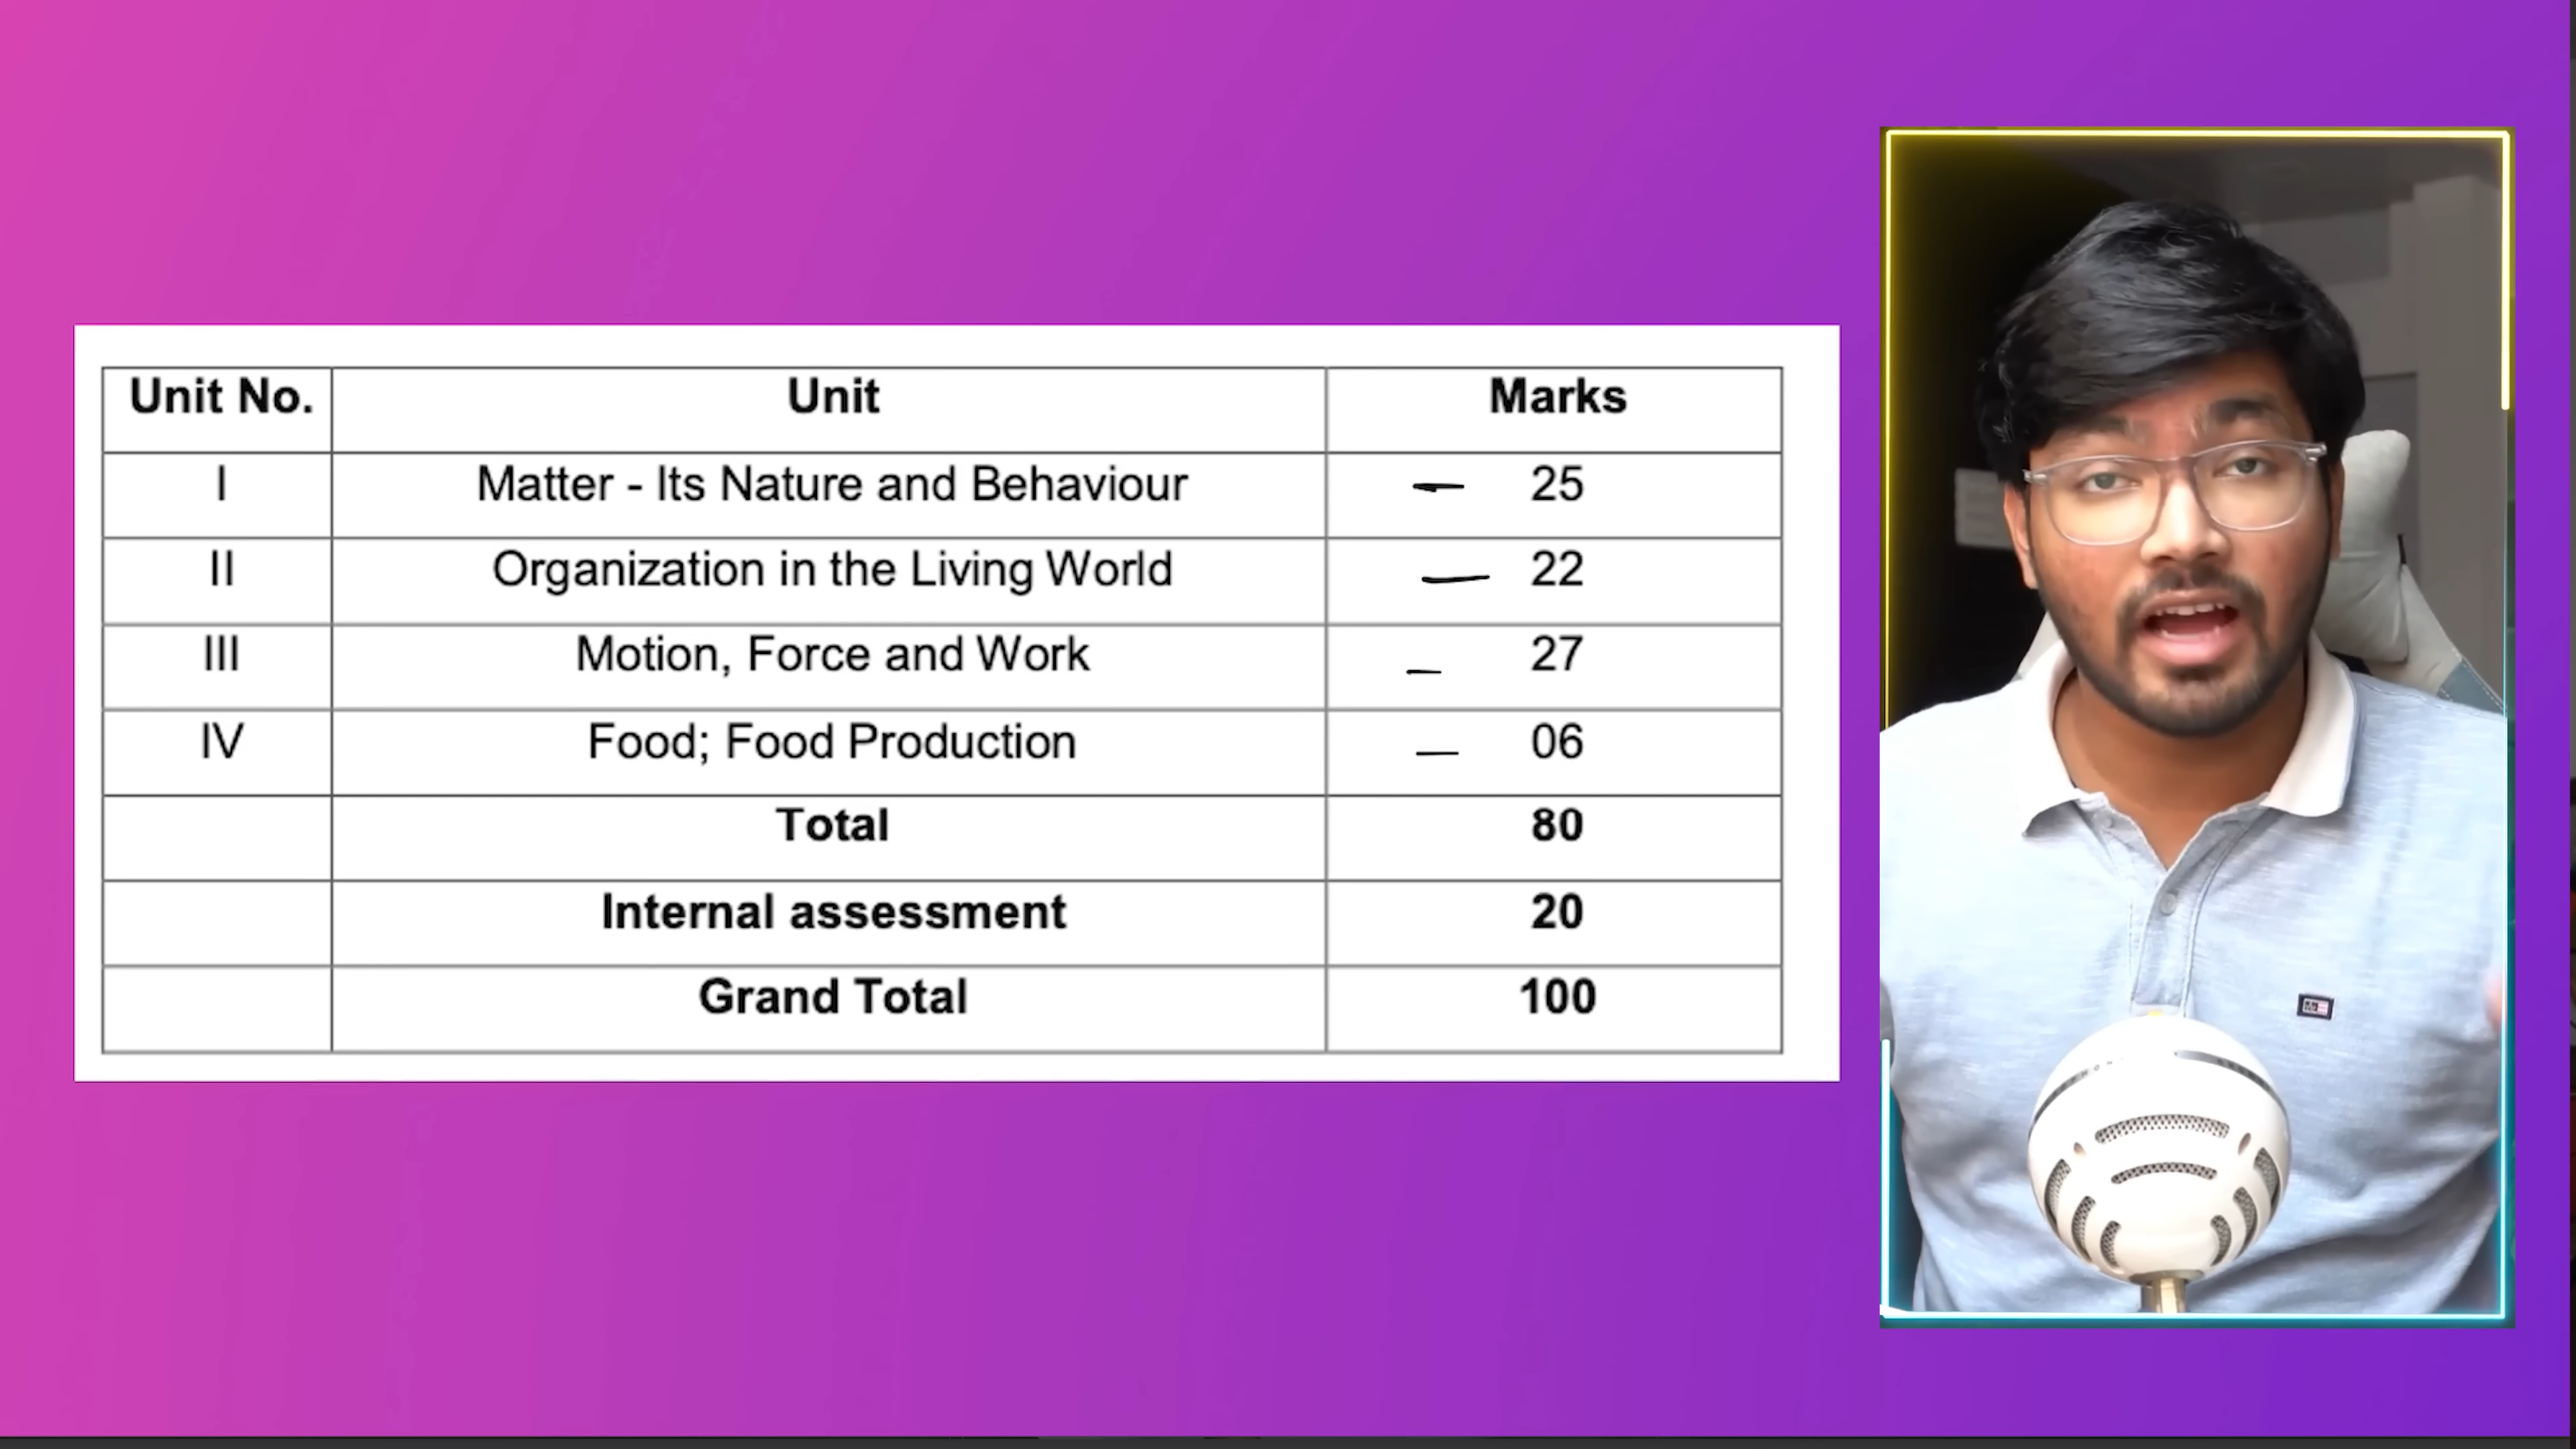 Unit No. Unit Marks
I Matter - Its Nature and Behaviour 25
II Organization in the Living World 22
III Motion, Force and Work 27
IV Food; Food Production 06
Total 80
Internal assessment 20
Grand Total 100